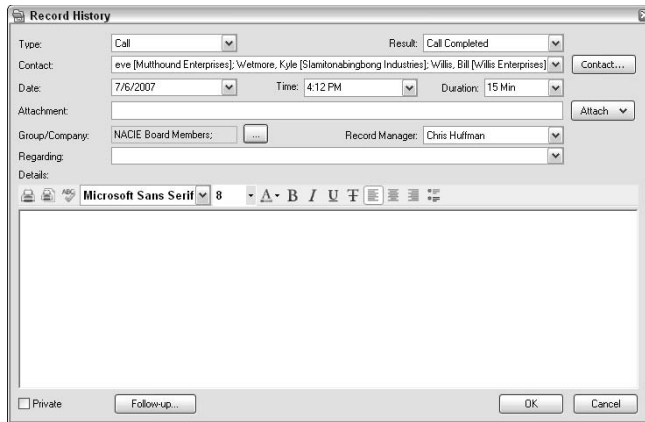 Record History
Type: Call Result: Call Completed
Contact: eve [Mutthound Enterprises]; Wetmore, Kyle [Slamitonabingbong Industries]; Willis, Bill [Willis Enterprises] Contact...
Date: 7/6/2007 Time: 4:12 PM Duration: 15 Min
Attachment: Attach
Group/Company: NACIE Board Members; ... Record Manager: Chris Huffman
Regarding:
Details:
ABC Microsoft Sans Serif 8 A B I U T
Private Follow-up... OK Cancel